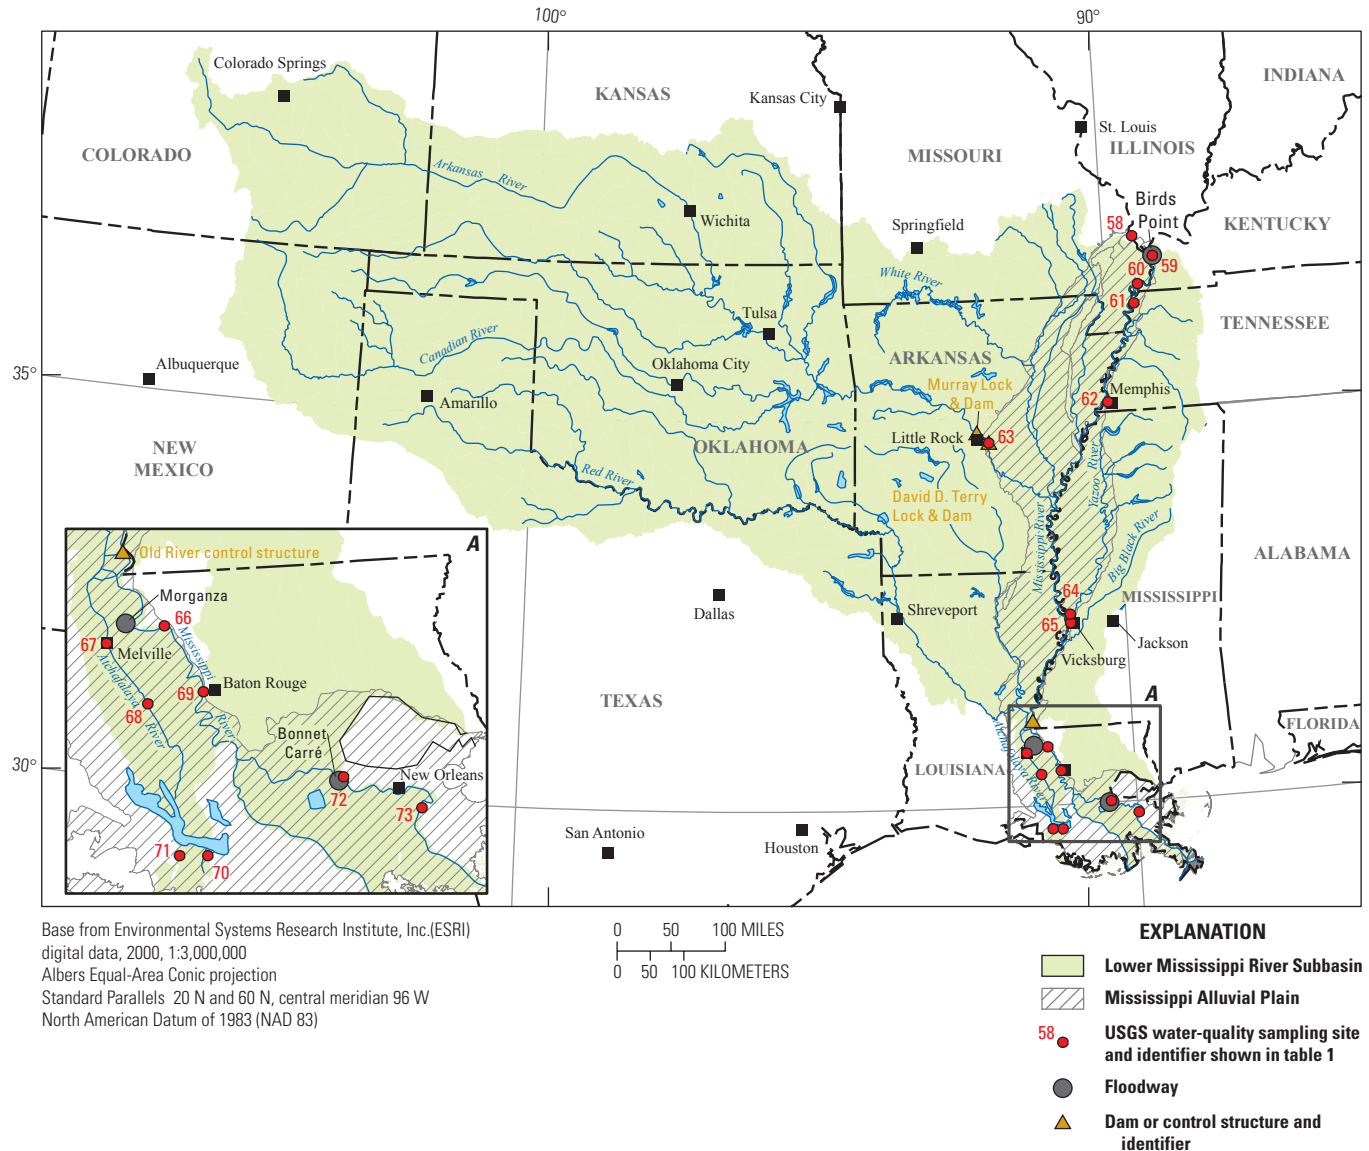 100°
90°
Colorado Springs
KANSAS
Kansas City
INDIANA
St. Louis
ILLINOIS
COLORADO
MISSOURI
Arkansas River
Birds
Point
58
KENTUCKY
Wichita
Springfield
60
59
White River
61
Tulsa
TENNESSEE
Canadian River
ARKANSAS
Albuquerque
Oklahoma City
35°
Murray Lock
& Dam
Memphis
62
Amarillo
Little Rock
63
NEW
MEXICO
OKLAHOMA
Red River
Yazoo River
David D. Terry
Lock & Dam
Mississippi River
Big Black River
ALABAMA
A
Old River control structure
Morganza
66
Dallas
Shreveport
64
MISSISSIPPI
65
Jackson
67
Melville
Mississippi
River
Vicksburg
Atchafalaya
River
69
Baton Rouge
68
TEXAS
A
Bonnet
Carré
FLORIDA
Atchafalaya River
30°
LOUISIANA
New Orleans
72
73
San Antonio
Houston
71
70
Base from Environmental Systems Research Institute, Inc.(ESRI)
digital data, 2000, 1:3,000,000
Albers Equal-Area Conic projection
Standard Parallels 20 N and 60 N, central meridian 96 W
North American Datum of 1983 (NAD 83)
0 50 100 MILES
0 50 100 KILOMETERS
EXPLANATION
Lower Mississippi River Subbasin
Mississippi Alluvial Plain
58
USGS water-quality sampling site
and identifier shown in table 1
Floodway
Dam or control structure and
identifier